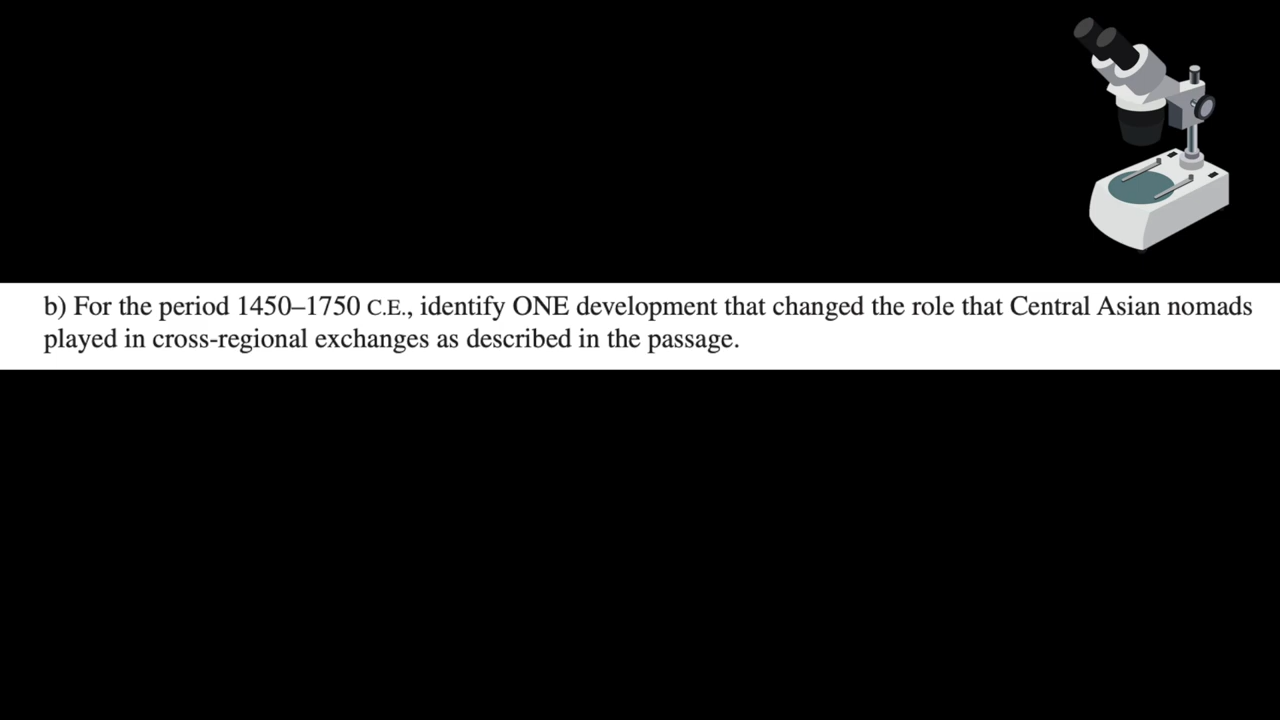 b) For the period 1450–1750 C.E., identify ONE development that changed the role that Central Asian nomads
played in cross-regional exchanges as described in the passage.